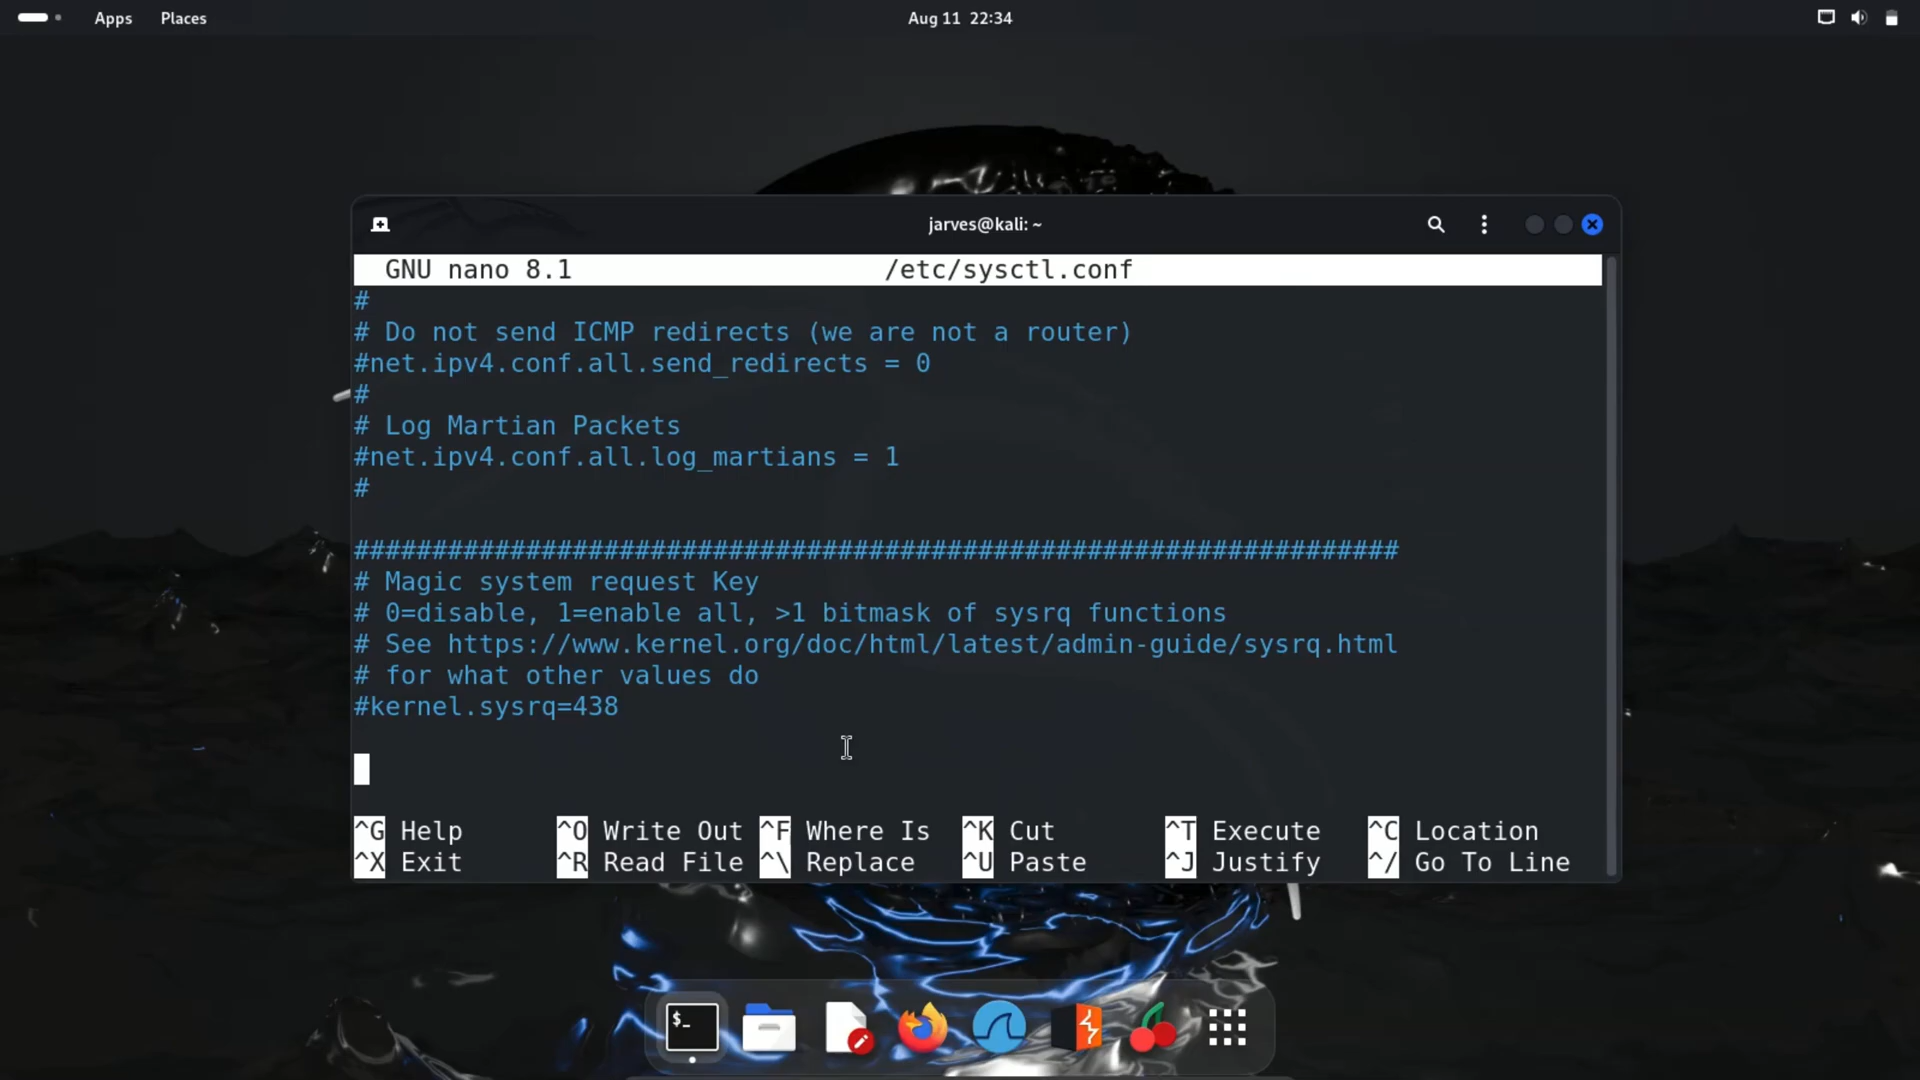 Apps Places Aug 11 22:34
jarves@kali: ~
GNU nano 8.1 /etc/sysctl.conf
#
# Do not send ICMP redirects (we are not a router)
#net.ipv4.conf.all.send_redirects = 0
#
# Log Martian Packets
#net.ipv4.conf.all.log_martians = 1
#
###################################################################
# Magic system request Key
# 0=disable, 1=enable all, >1 bitmask of sysrq functions
# See https://www.kernel.org/doc/html/latest/admin-guide/sysrq.html
# for what other values do
#kernel.sysrq=438
^G Help ^O Write Out ^F Where Is ^K Cut ^T Execute ^C Location
^X Exit ^R Read File ^\ Replace ^U Paste ^J Justify ^/ Go To Line
$_